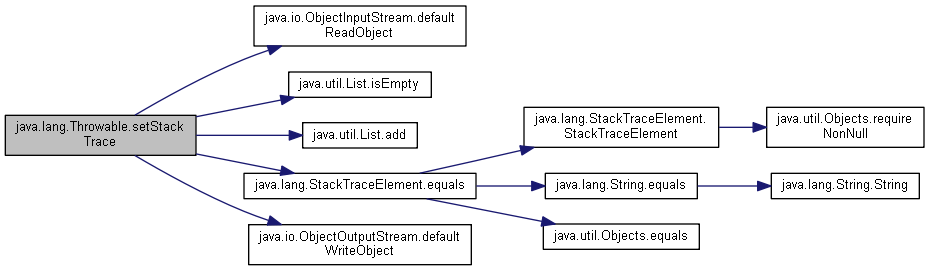 java.lang.Throwable.setStack
Trace
java.io.ObjectInputStream.default
ReadObject
java.util.List.isEmpty
java.util.List.add
java.lang.StackTraceElement.equals
java.io.ObjectOutputStream.default
WriteObject
java.lang.StackTraceElement.
StackTraceElement
java.lang.String.equals
java.util.Objects.equals
java.util.Objects.require
NonNull
java.lang.String.String